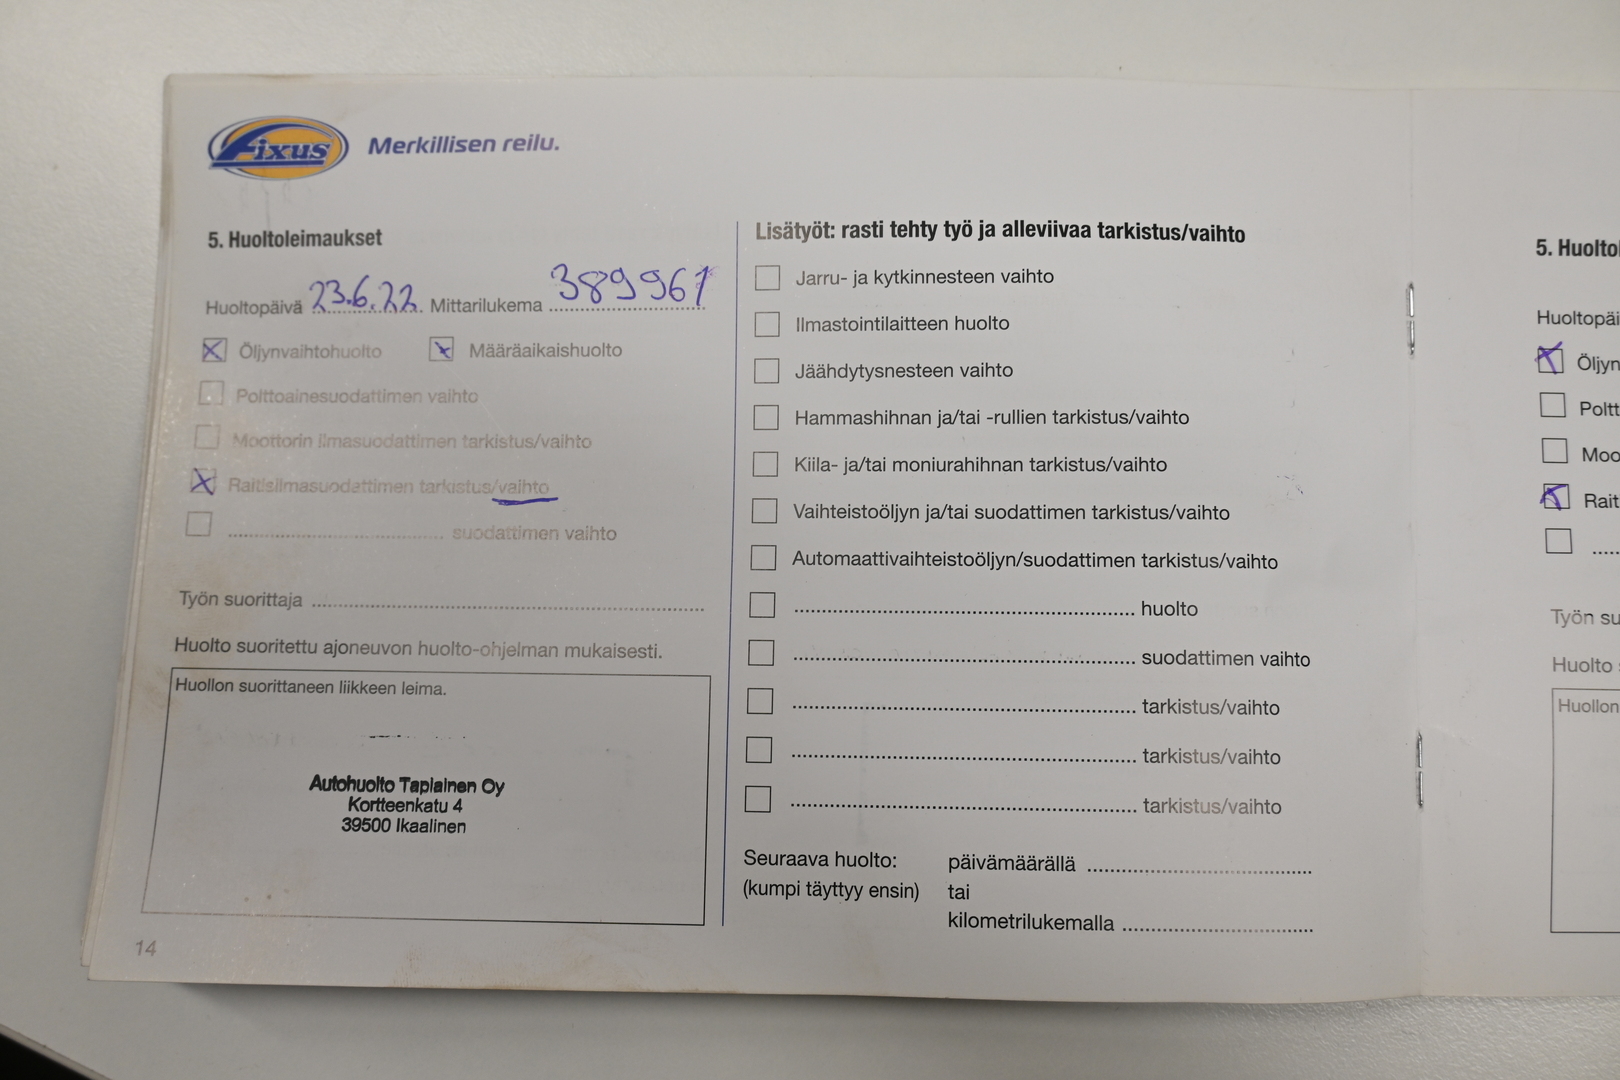 Fixus Merkillisen reilu.
5. Huoltoleimaukset
Huoltopäivä 23.6.22. Mittarilukema 389961
Öljynvaihtohuolto Määräaikaishuolto
Polttoainesuodattimen vaihto
Moottorin ilmasuodattimen tarkistus/vaihto
Raitisilmasuodattimen tarkistus/vaihto
suodattimen vaihto
Työn suorittaja
Huolto suoritettu ajoneuvon huolto-ohjelman mukaisesti.
Huollon suorittaneen liikkeen leima.
Autohuolto Tapiainen Oy
Kortteenkatu 4
39500 Ikaalinen
14
Lisätyöt: rasti tehty työ ja alleviivaa tarkistus/vaihto
Jarru- ja kytkinnesteen vaihto
Ilmastointilaitteen huolto
Jäähdytysnesteen vaihto
Hammashihnan ja/tai -rullien tarkistus/vaihto
Kiila- ja/tai moniurahihnan tarkistus/vaihto
Vaihteistoöljyn ja/tai suodattimen tarkistus/vaihto
Automaattivaihteistoöljyn/suodattimen tarkistus/vaihto
huolto
suodattimen vaihto
tarkistus/vaihto
tarkistus/vaihto
tarkistus/vaihto
Seuraava huolto: päivämäärällä
(kumpi täyttyy ensin) tai
kilometrilukemalla
5. Huolto
Huoltopäi
Öljyn
Poltt
Moo
Rait
Työn su
Huolto
Huollon